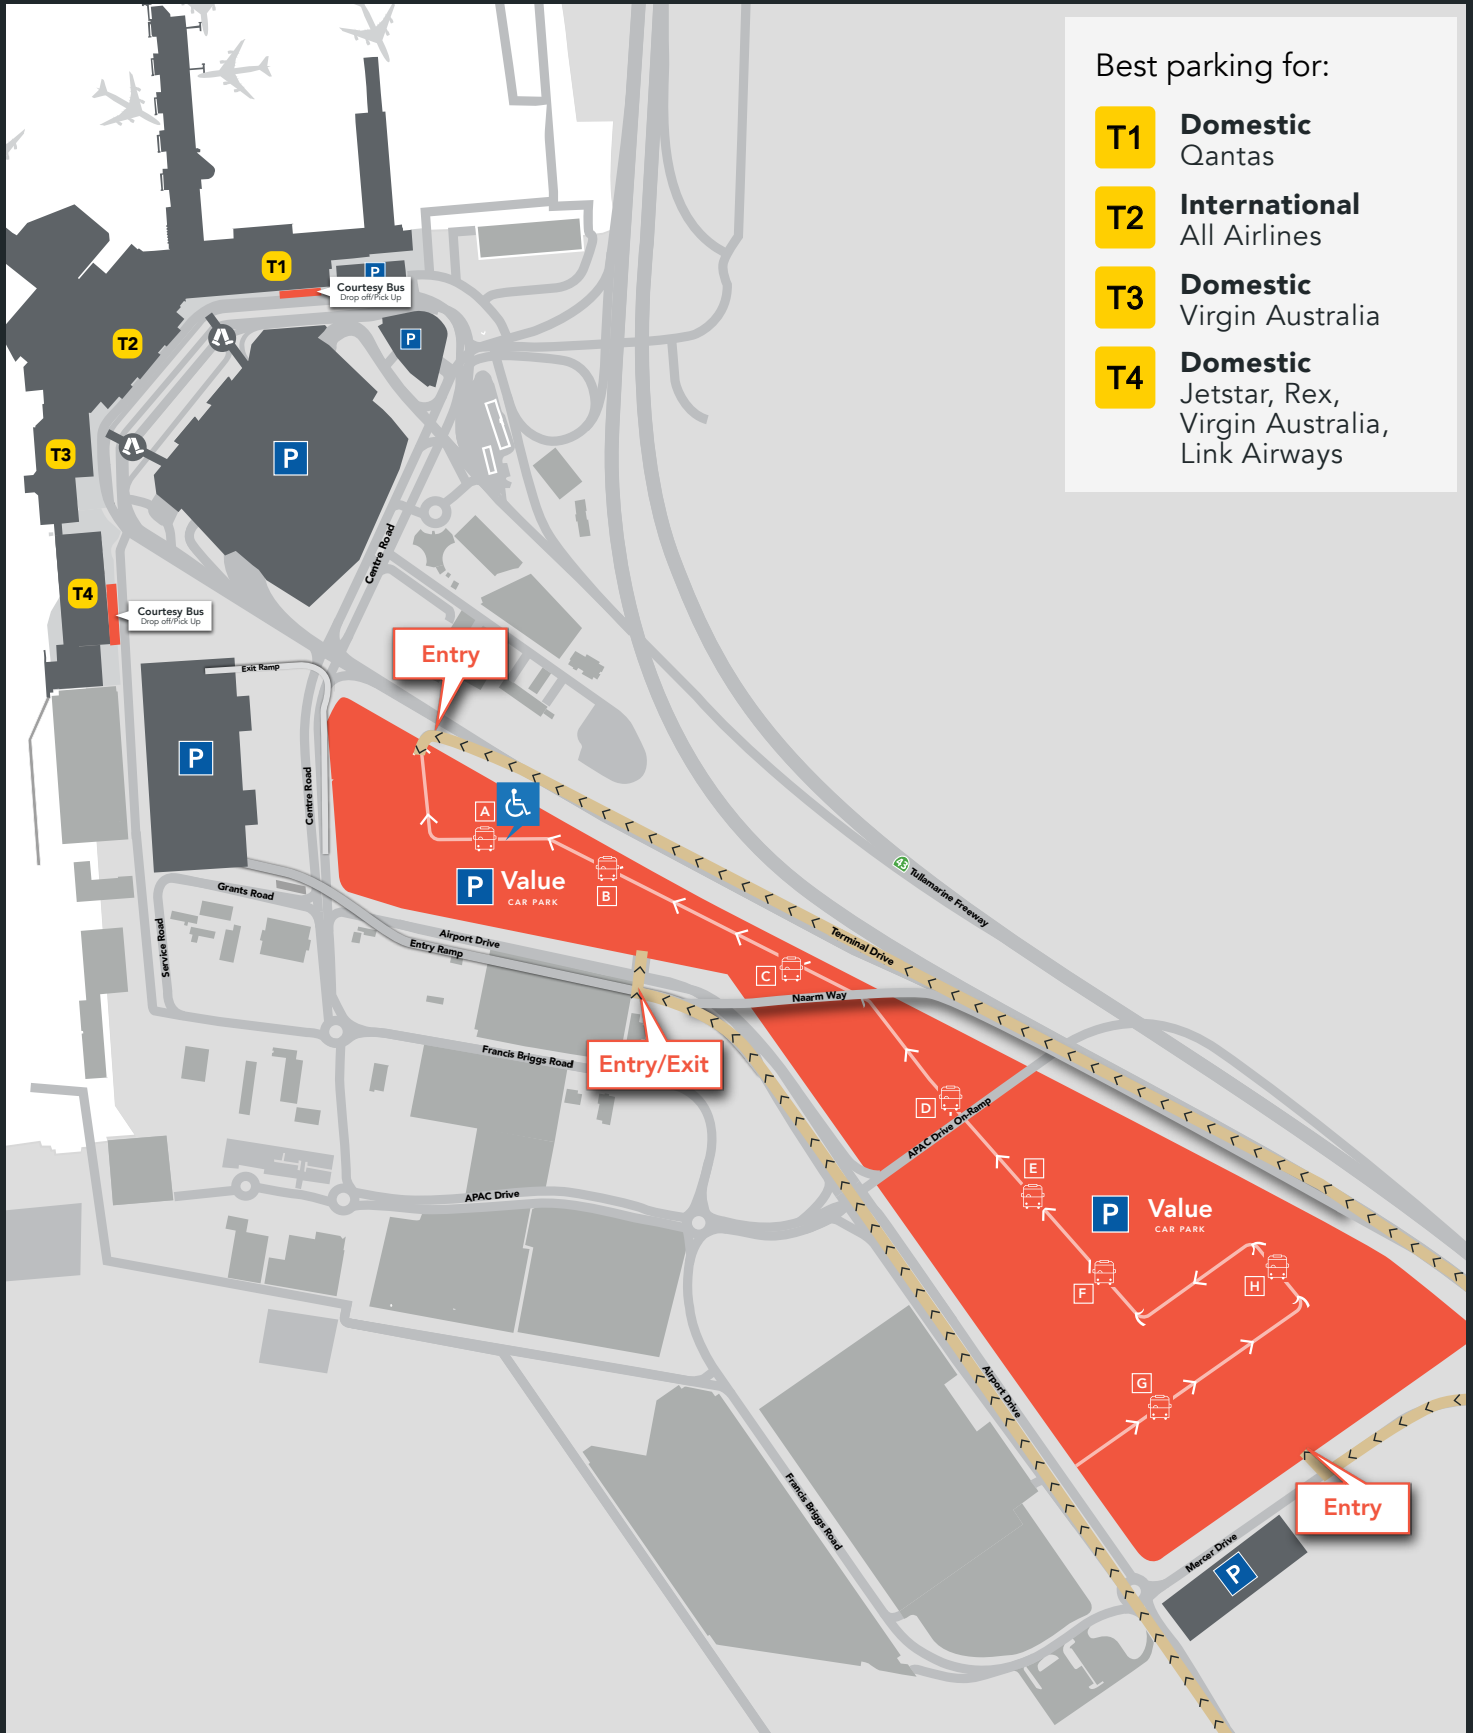 Best parking for:
T1
Domestic
Qantas
T2
International
All Airlines
T3
Domestic
Virgin Australia
T4
Domestic
Jetstar, Rex,
Virgin Australia,
Link Airways
T1
P
Courtesy Bus
Drop off/Pick Up
T2
P
T3
P
Centre Road
T4
Courtesy Bus
Drop off/Pick Up
Entry
Exit Ramp
P
Centre Road
A
P Value
CAR PARK
B
43 Tullamarine Freeway
Grants Road
Service Road
Airport Drive
Entry Ramp
Terminal Drive
C
Naarm Way
Francis Briggs Road
Entry/Exit
D
APAC Drive On-Ramp
E
APAC Drive
P Value
CAR PARK
F
H
G
Airport Drive
Francis Briggs Road
Entry
Mercer Drive
P